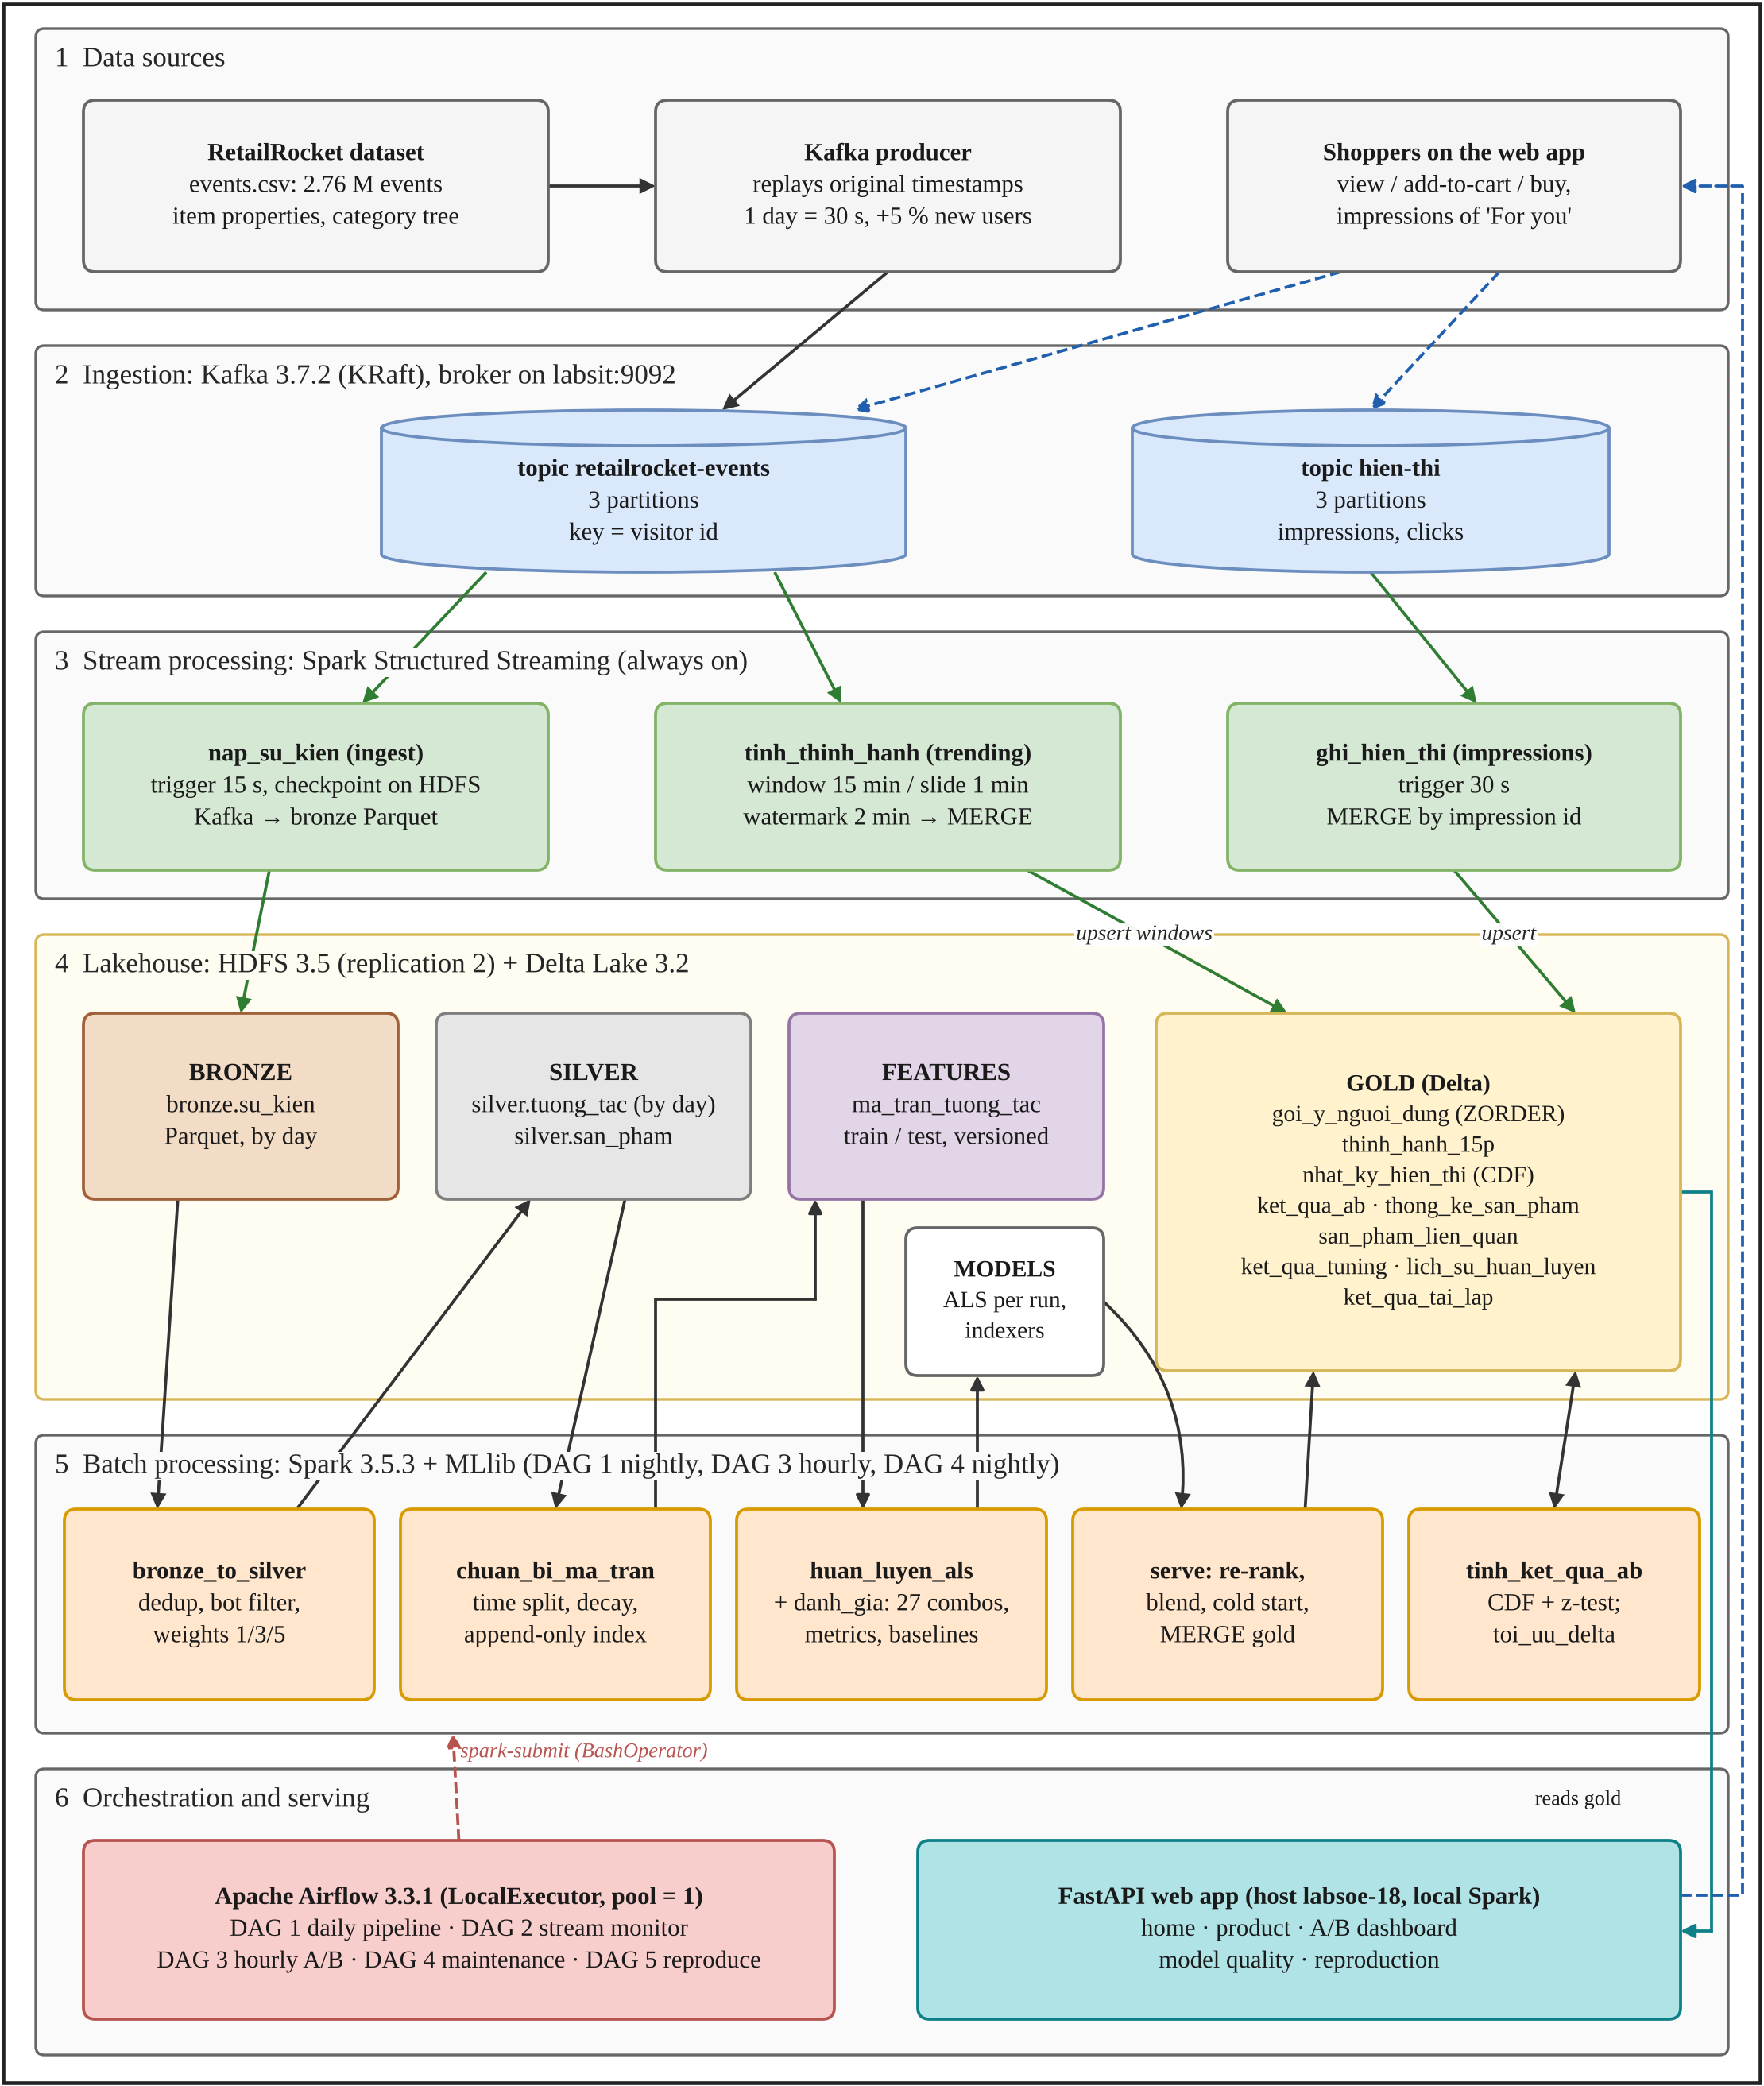 1 Data sources
RetailRocket dataset
events.csv: 2.76 M events
item properties, category tree
Kafka producer
replays original timestamps
1 day = 30 s, +5 % new users
Shoppers on the web app
view / add-to-cart / buy,
impressions of 'For you'
2 Ingestion: Kafka 3.7.2 (KRaft), broker on labsit:9092
topic retailrocket-events
3 partitions
key = visitor id
topic hien-thi
3 partitions
impressions, clicks
3 Stream processing: Spark Structured Streaming (always on)
nap_su_kien (ingest)
trigger 15 s, checkpoint on HDFS
Kafka → bronze Parquet
tinh_thinh_hanh (trending)
window 15 min / slide 1 min
watermark 2 min → MERGE
ghi_hien_thi (impressions)
trigger 30 s
MERGE by impression id
upsert windows
upsert
4 Lakehouse: HDFS 3.5 (replication 2) + Delta Lake 3.2
BRONZE
bronze.su_kien
Parquet, by day
SILVER
silver.tuong_tac (by day)
silver.san_pham
FEATURES
ma_tran_tuong_tac
train / test, versioned
MODELS
ALS per run,
indexers
GOLD (Delta)
goi_y_nguoi_dung (ZORDER)
thinh_hanh_15p
nhat_ky_hien_thi (CDF)
ket_qua_ab · thong_ke_san_pham
san_pham_lien_quan
ket_qua_tuning · lich_su_huan_luyen
ket_qua_tai_lap
5 Batch processing: Spark 3.5.3 + MLlib (DAG 1 nightly, DAG 3 hourly, DAG 4 nightly)
bronze_to_silver
dedup, bot filter,
weights 1/3/5
chuan_bi_ma_tran
time split, decay,
append-only index
huan_luyen_als
+ danh_gia: 27 combos,
metrics, baselines
serve: re-rank,
blend, cold start,
MERGE gold
tinh_ket_qua_ab
CDF + z-test;
toi_uu_delta
spark-submit (BashOperator)
6 Orchestration and serving
reads gold
Apache Airflow 3.3.1 (LocalExecutor, pool = 1)
DAG 1 daily pipeline · DAG 2 stream monitor
DAG 3 hourly A/B · DAG 4 maintenance · DAG 5 reproduce
FastAPI web app (host labsoe-18, local Spark)
home · product · A/B dashboard
model quality · reproduction